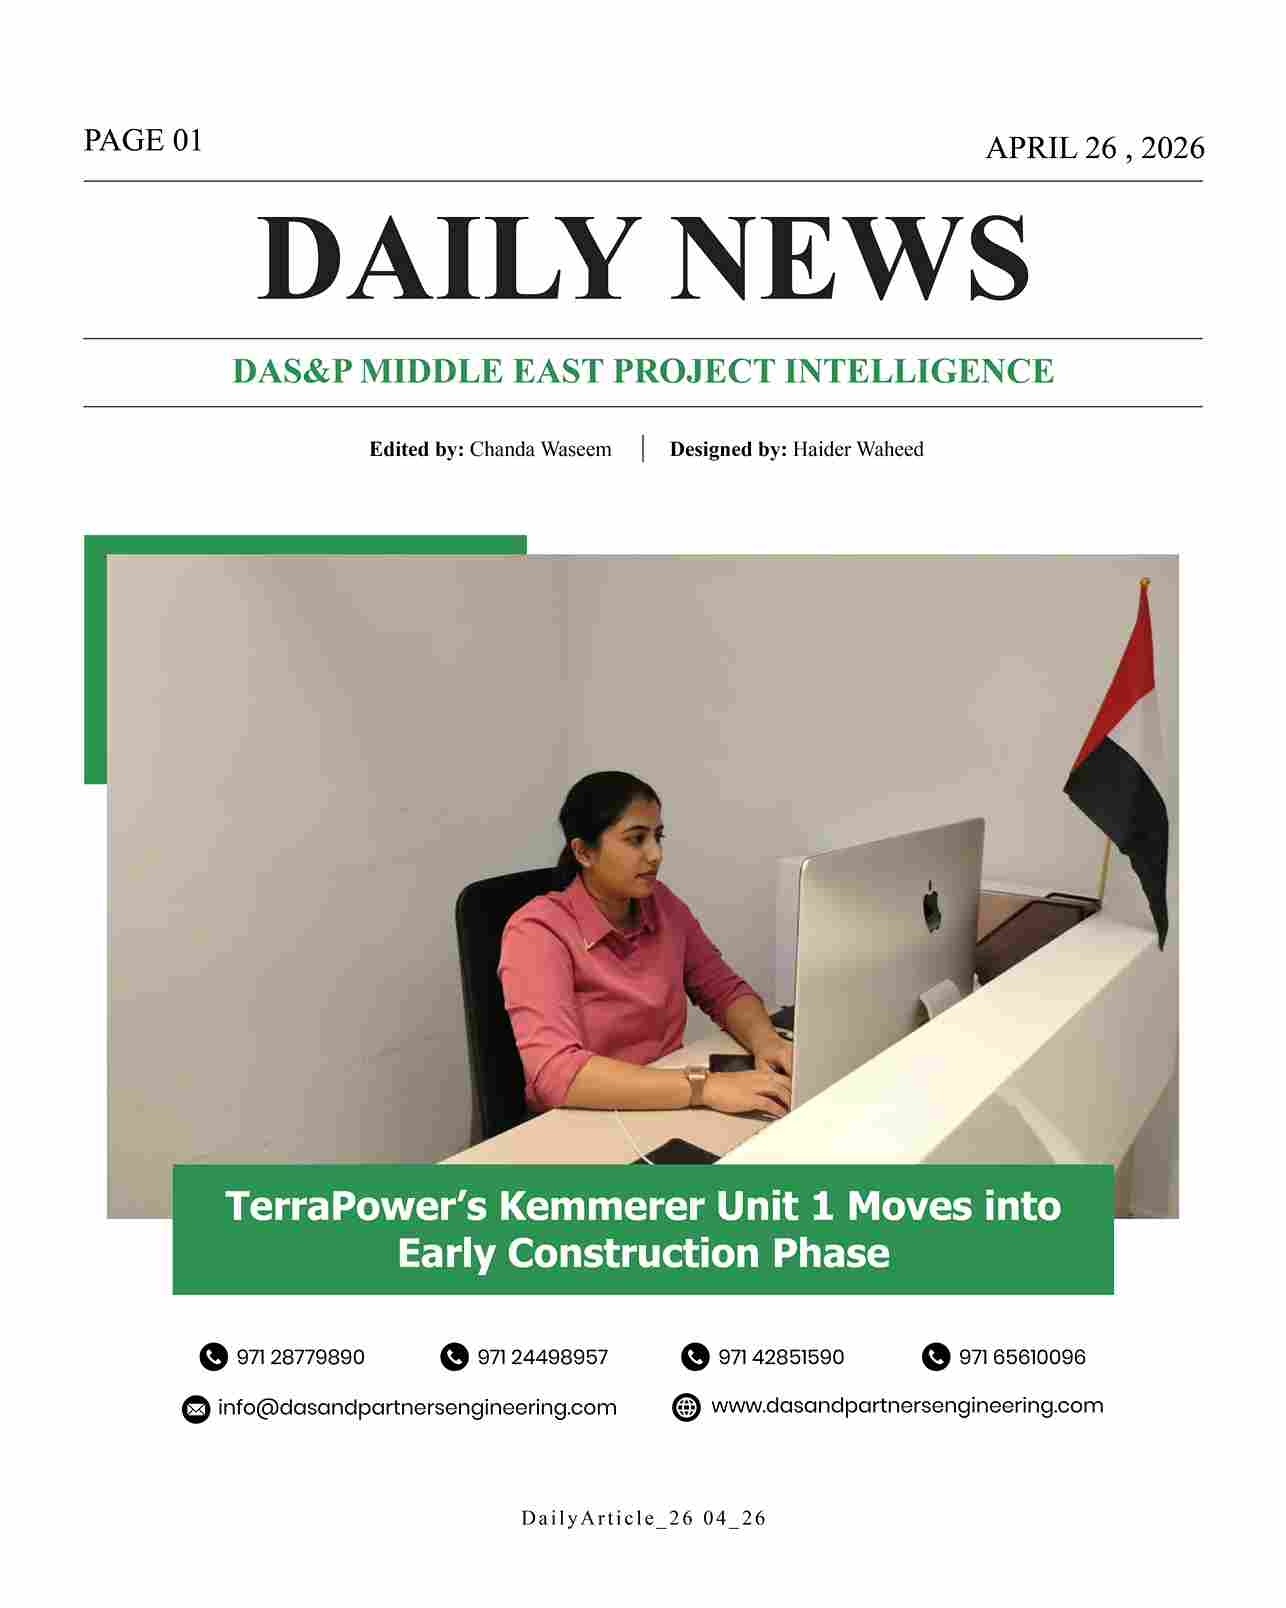 PAGE 01
APRIL 26 , 2026
DAILY NEWS
DAS&P MIDDLE EAST PROJECT INTELLIGENCE
Edited by: Chanda Waseem | Designed by: Haider Waheed
TerraPower’s Kemmerer Unit 1 Moves into
Early Construction Phase
971 28779890
971 24498957
971 42851590
971 65610096
info@dasandpartnersengineering.com
www.dasandpartnersengineering.com
DailyArticle_26 04_26